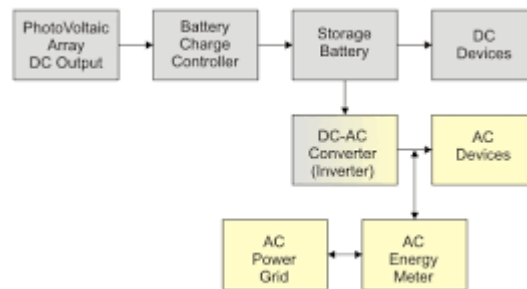 PhotoVoltaic
Array
DC Output
Battery
Charge
Controller
Storage
Battery
DC
Devices
DC-AC
Converter
(Inverter)
AC
Devices
AC
Power
Grid
AC
Energy
Meter